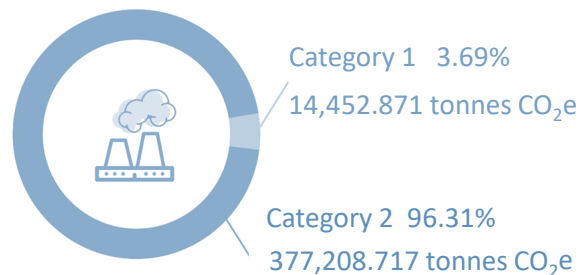 Category 1 3.69%
14,452.871 tonnes CO₂e
Category 2 96.31%
377,208.717 tonnes CO₂e